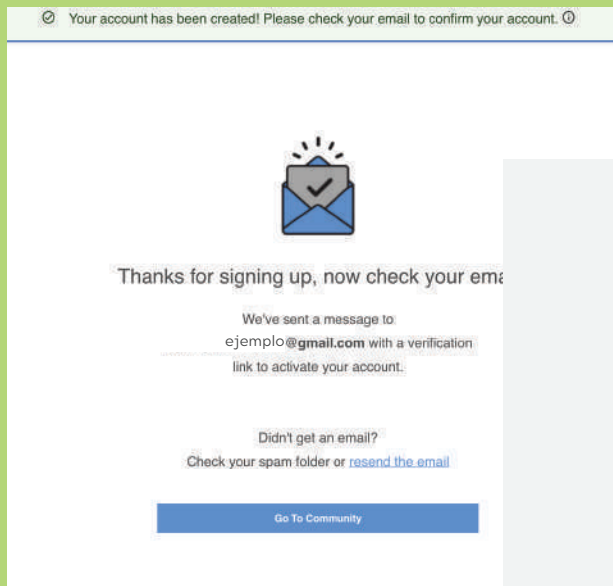 Your account has been created! Please check your email to confirm your account.
Thanks for signing up, now check your ema
We've sent a message to
ejemplo@gmail.com with a verification
link to activate your account.
Didn't get an email?
Check your spam folder or resend the email
Go To Community